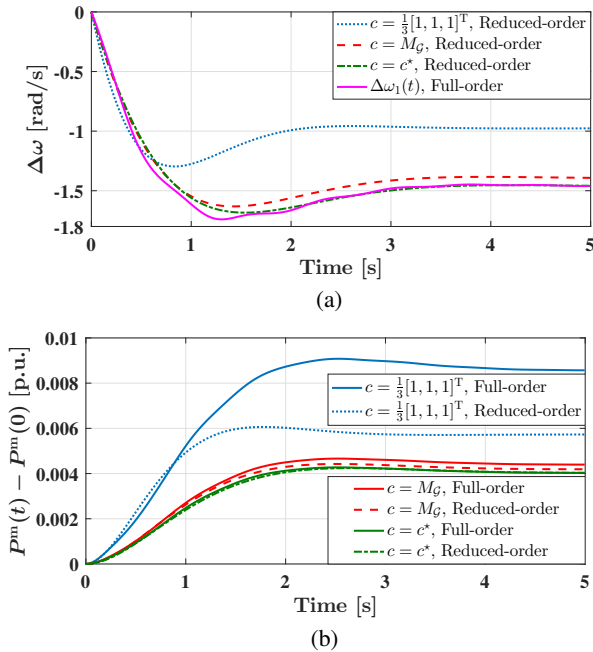 0
-0.5
-1
-1.5
-1.8
Δω [rad/s]
c = 1/3[1, 1, 1]ᵀ, Reduced-order
c = M_𝒢, Reduced-order
c = c⋆, Reduced-order
Δω₁(t), Full-order
0 1 2 3 4 5
Time [s]
(a)
0.01
0.008
0.006
0.004
0.002
0
Pᵐ(t) − Pᵐ(0) [p.u.]
c = 1/3[1, 1, 1]ᵀ, Full-order
c = 1/3[1, 1, 1]ᵀ, Reduced-order
c = M_𝒢, Full-order
c = M_𝒢, Reduced-order
c = c⋆, Full-order
c = c⋆, Reduced-order
0 1 2 3 4 5
Time [s]
(b)